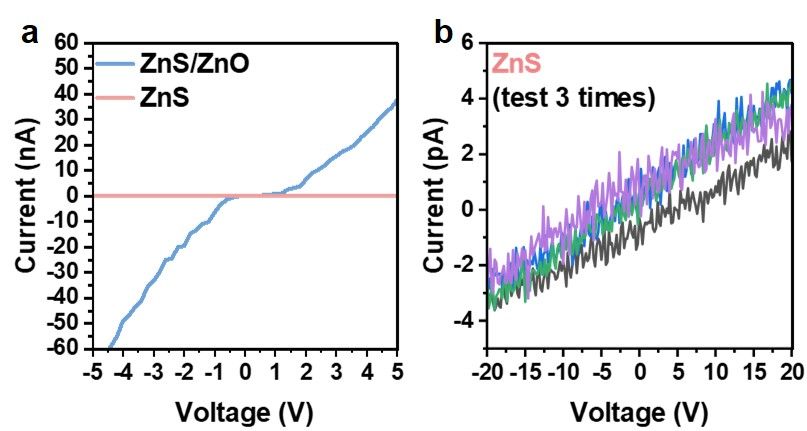 a
60
50
40
30
20
10
0
-10
-20
-30
-40
-50
-60
Current (nA)
ZnS/ZnO
ZnS
-5 -4 -3 -2 -1 0 1 2 3 4 5
Voltage (V)
b
6
4
2
0
-2
-4
Current (pA)
ZnS
(test 3 times)
-20 -15 -10 -5 0 5 10 15 20
Voltage (V)